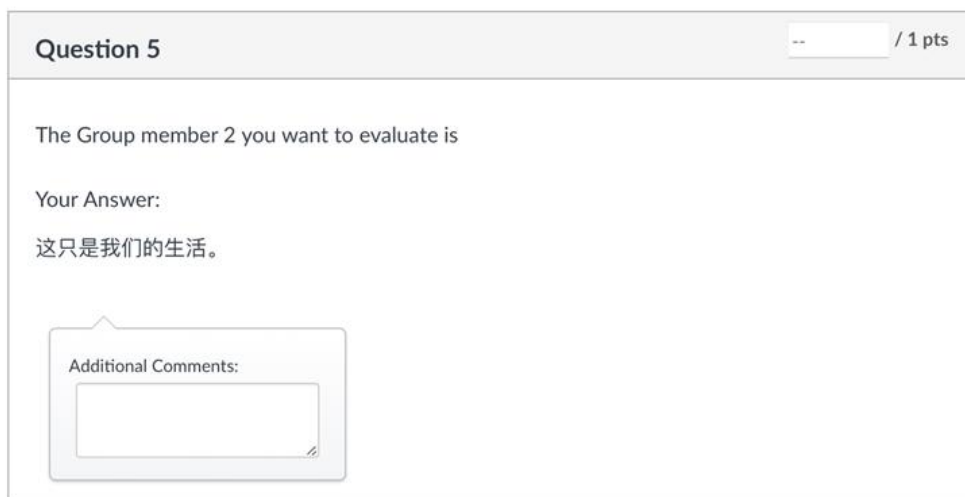 Question 5
-- / 1 pts
The Group member 2 you want to evaluate is
Your Answer:
这只是我们的生活。
Additional Comments: